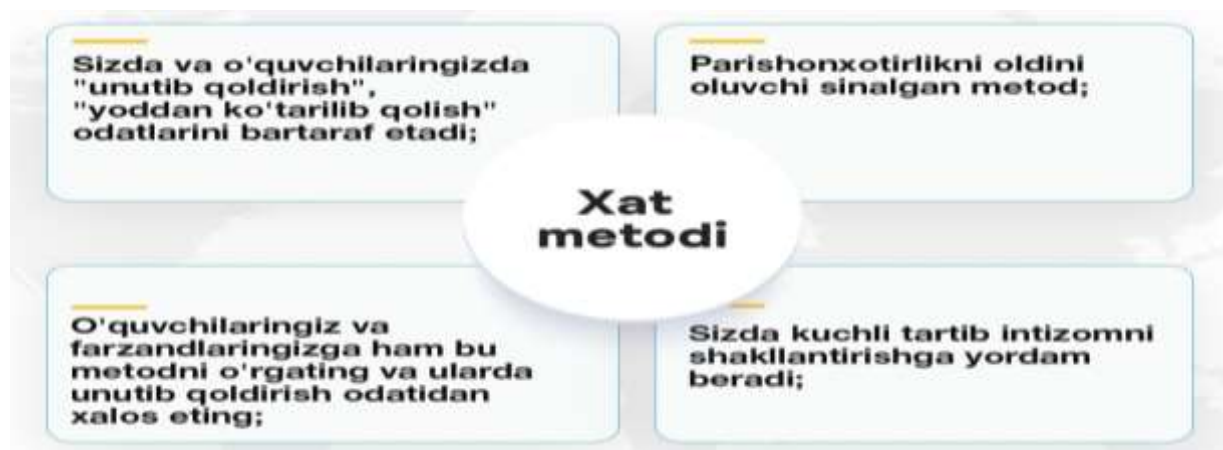 Sizda va o'quvchilaringizda
"unutib qoldirish",
"yoddan ko'tarilib qolish"
odatlarini bartaraf etadi;
Parishonxotirlikni oldini
oluvchi sinalgan metod;
Xat
metodi
O'quvchilaringiz va
farzandlaringizga ham bu
metodni o'rgating va ularda
unutib qoldirish odatidan
xalos eting;
Sizda kuchli tartib intizomni
shakllantirishga yordam
beradi;